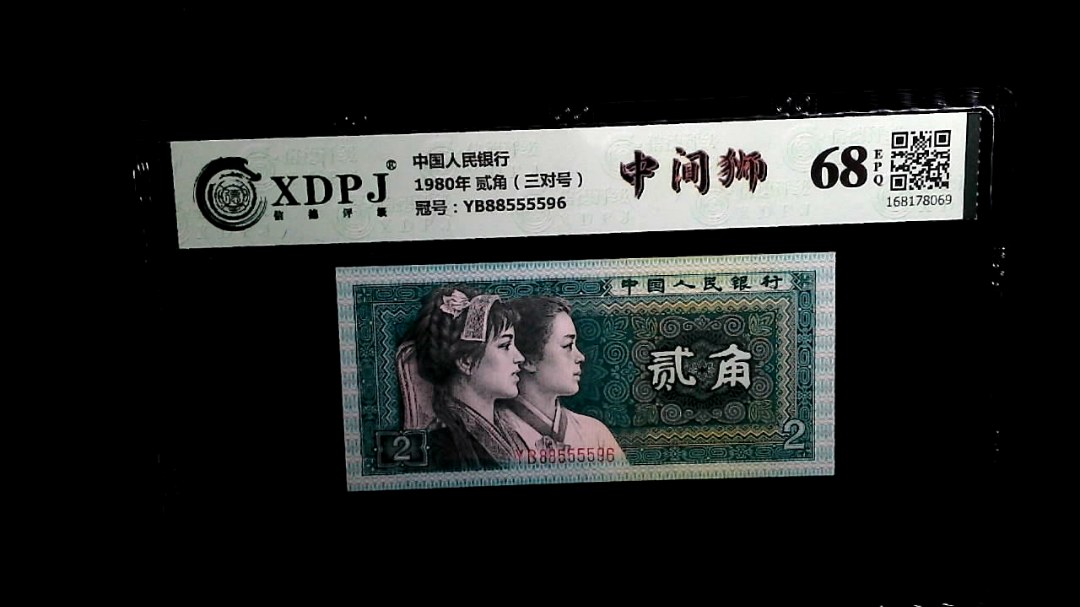 XDPJ®
信德评级
中国人民银行
1980年 贰角（三对号）
冠号：YB88555596
中间狮
68
EPQ
168178069
中国人民银行
贰角
2
2
YB88555596